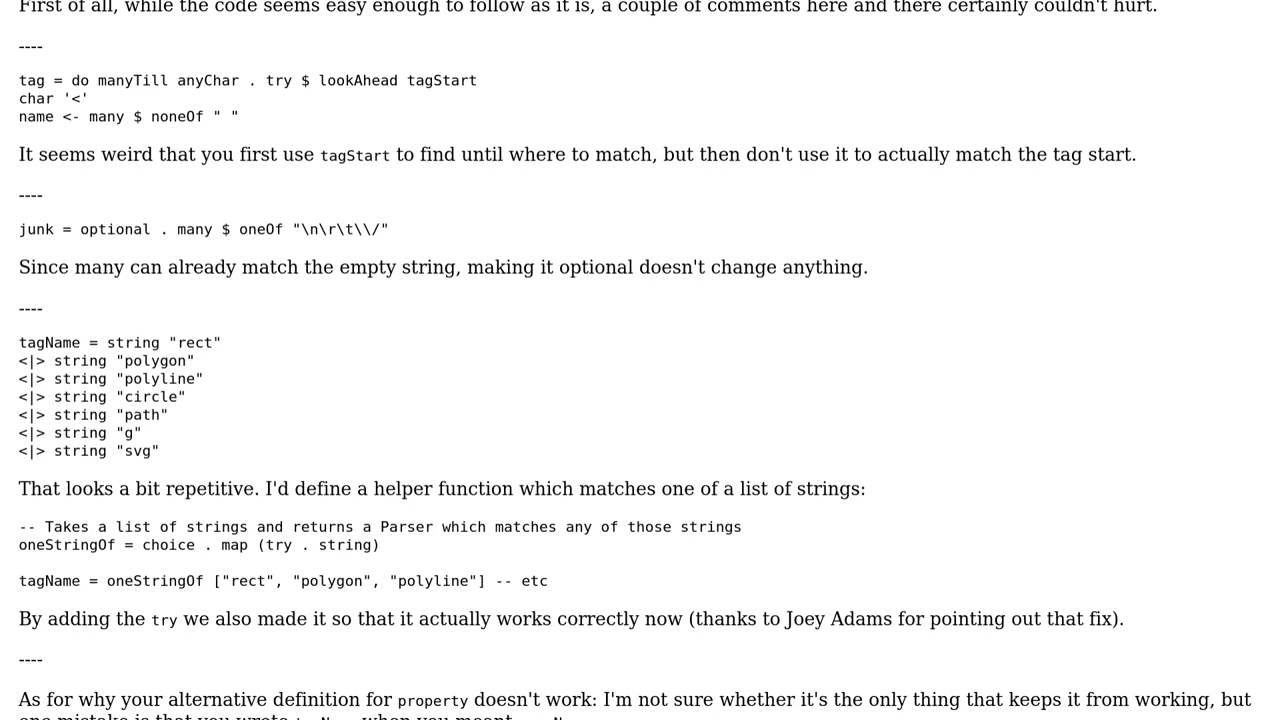 First of all, while the code seems easy enough to follow as it is, a couple of comments here and there certainly couldn't hurt.
----
tag = do manyTill anyChar . try $ lookAhead tagStart
char '<'
name <- many $ noneOf " "
It seems weird that you first use tagStart to find until where to match, but then don't use it to actually match the tag start.
----
junk = optional . many $ oneOf "\n\r\t\\/"
Since many can already match the empty string, making it optional doesn't change anything.
----
tagName = string "rect"
<|> string "polygon"
<|> string "polyline"
<|> string "circle"
<|> string "path"
<|> string "g"
<|> string "svg"
That looks a bit repetitive. I'd define a helper function which matches one of a list of strings:
-- Takes a list of strings and returns a Parser which matches any of those strings
oneStringOf = choice . map (try . string)
tagName = oneStringOf ["rect", "polygon", "polyline"] -- etc
By adding the try we also made it so that it actually works correctly now (thanks to Joey Adams for pointing out that fix).
----
As for why your alternative definition for property doesn't work: I'm not sure whether it's the only thing that keeps it from working, but
one mistake is that you wrote when you meant